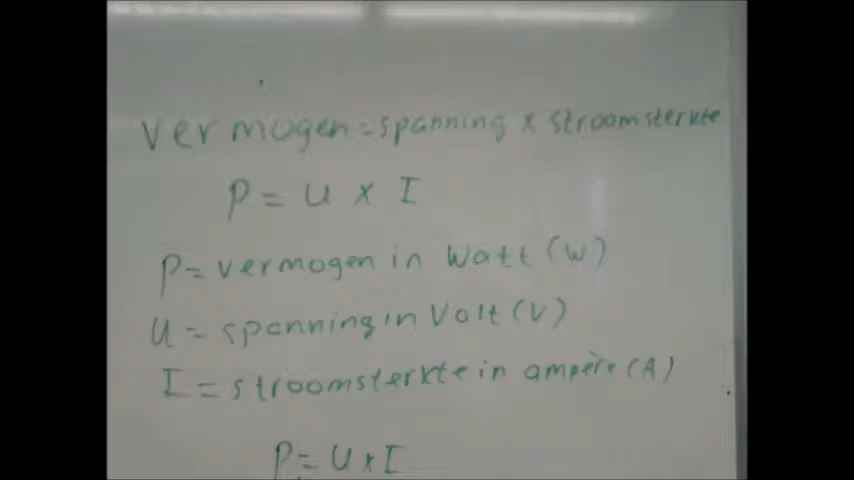 vermogen = spanning x stroomsterkte
P = U x I
P = vermogen in Watt (W)
U = spanning in Volt (V)
I = stroomsterkte in ampère (A)
P = U x I